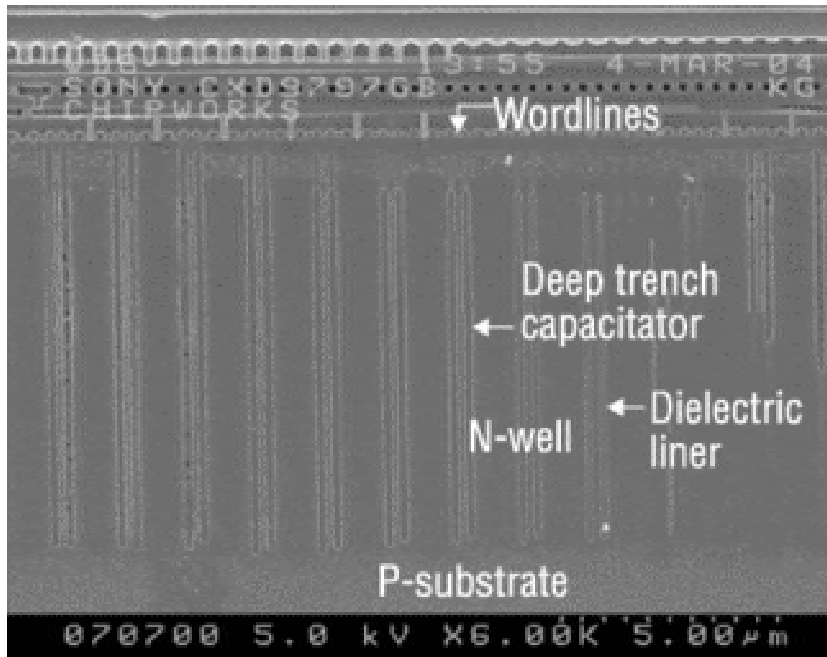 13:55 4-MAR-04
SONY CXD9797GB KG
CHIPWORKS
Wordlines
Deep trench
capacitator
Dielectric
liner
N-well
P-substrate
070700 5.0 kV X6.00K 5.00µm